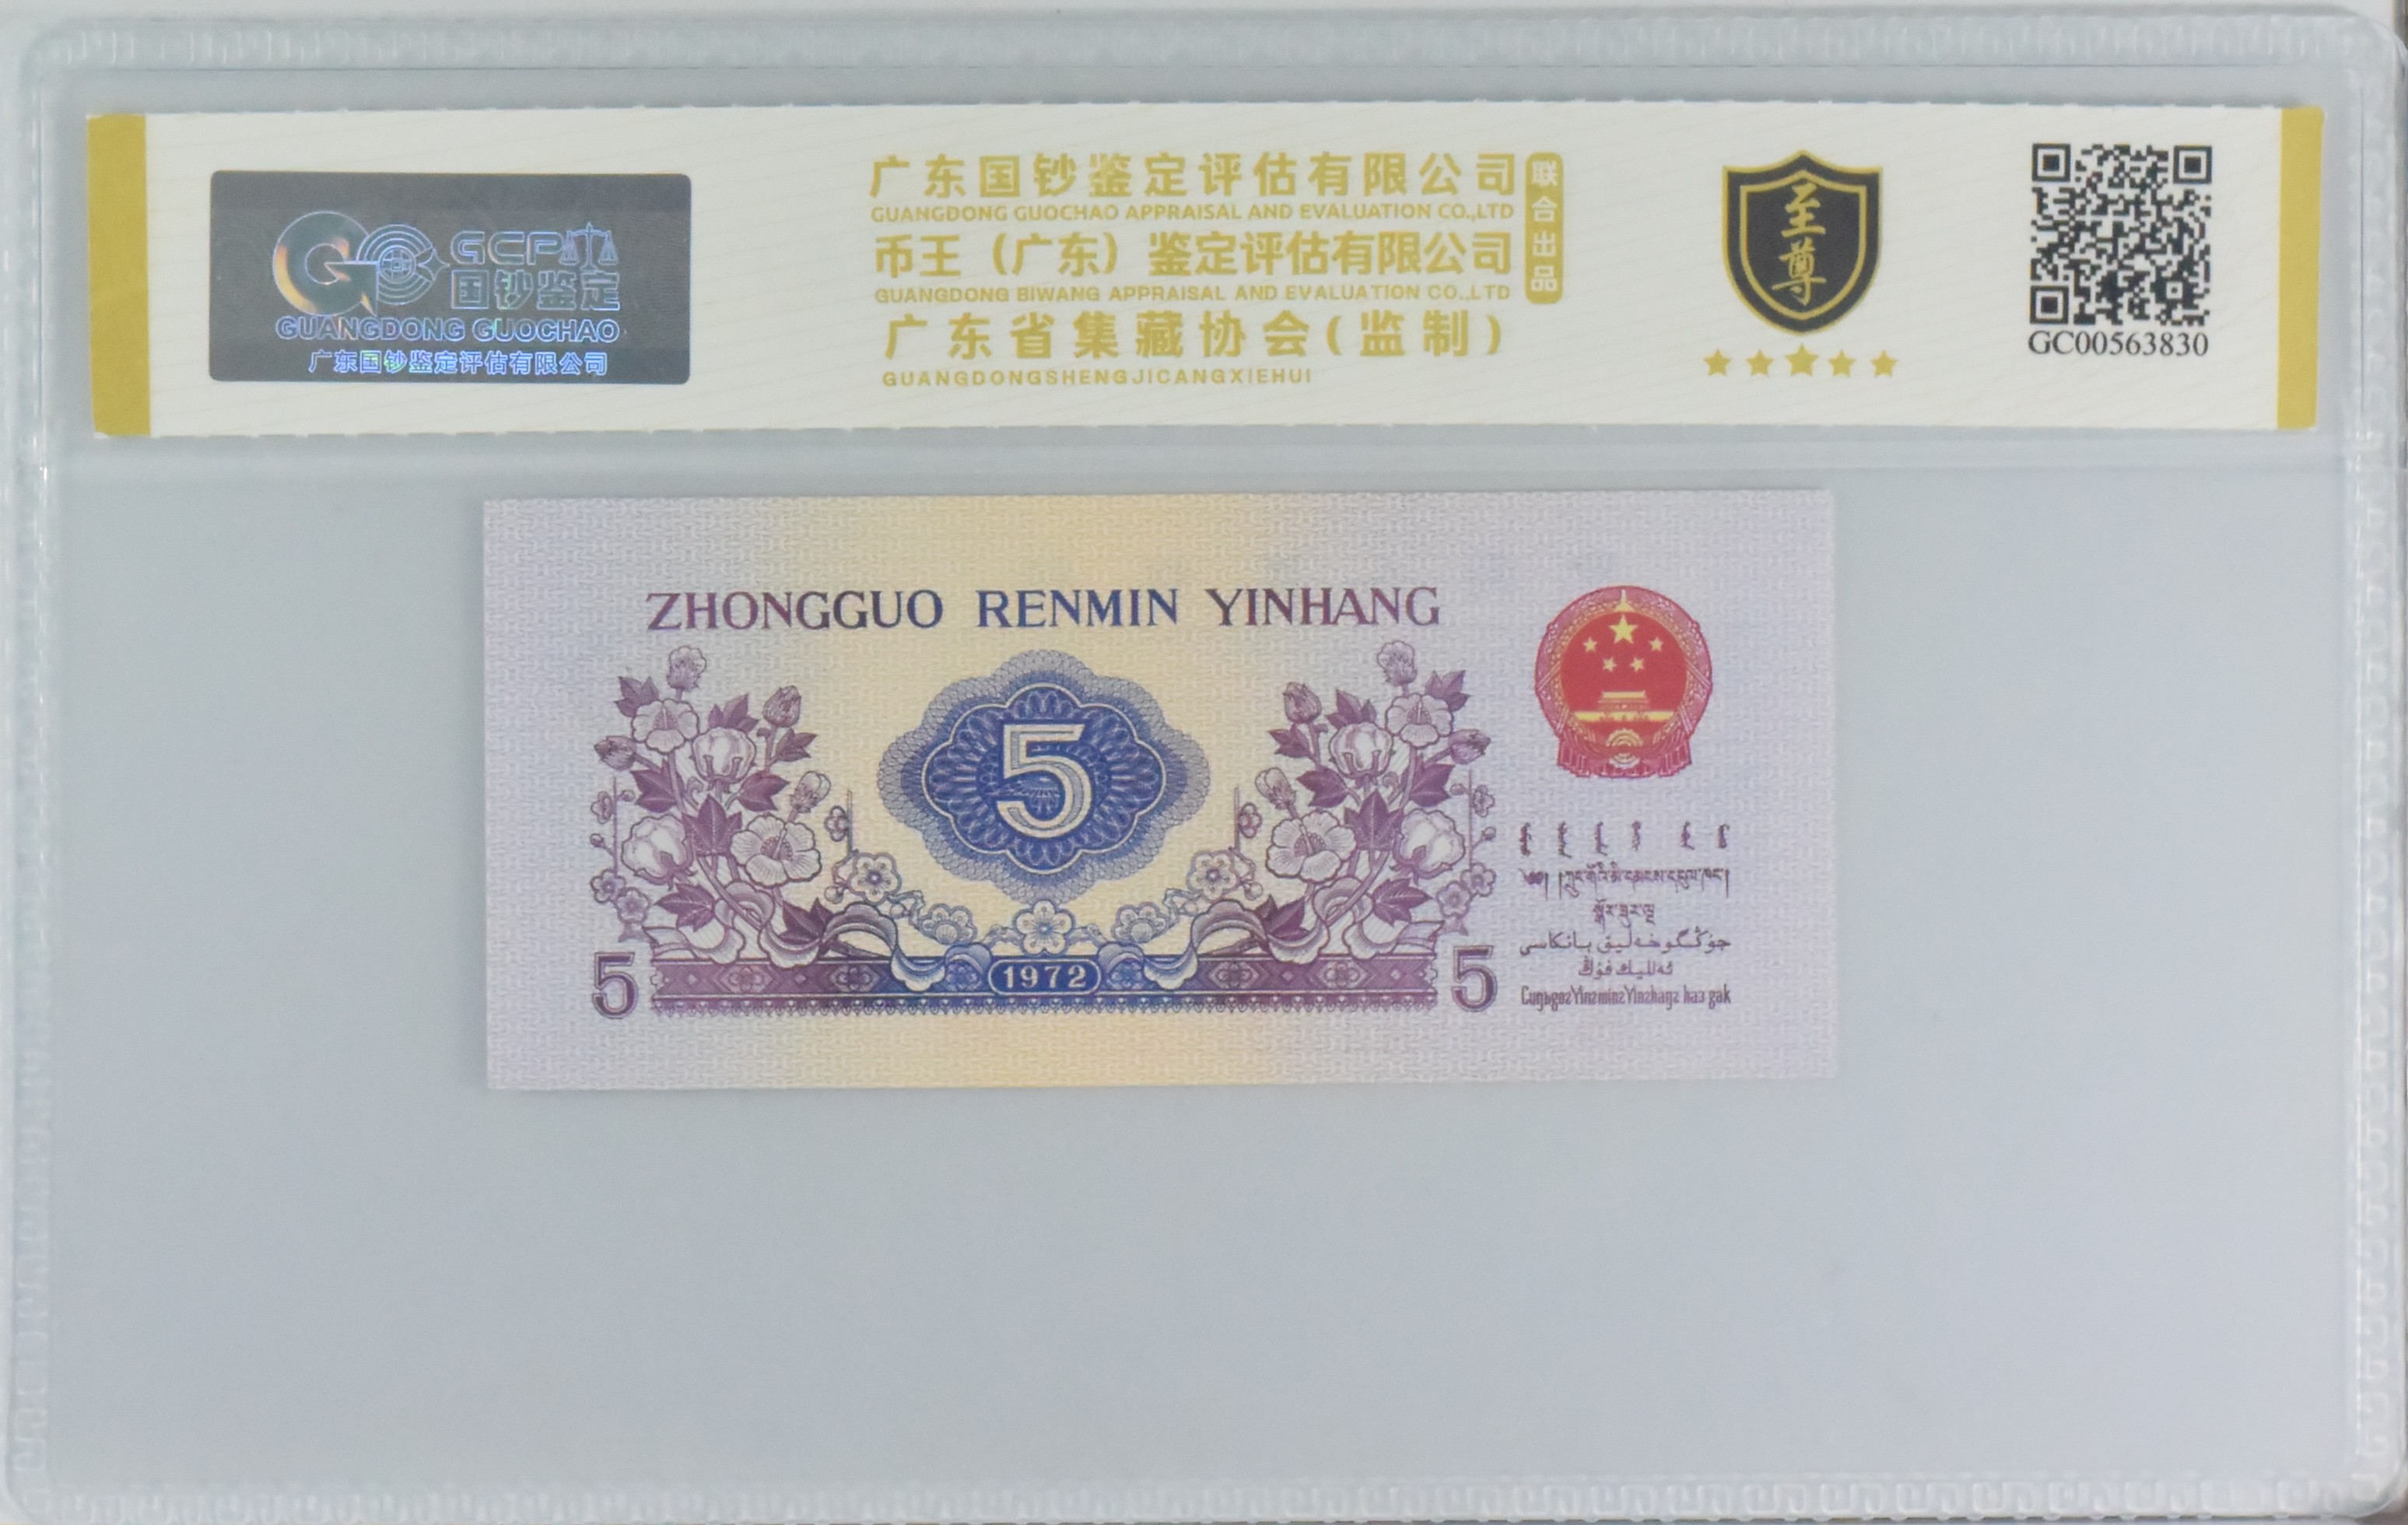 GCP
国钞鉴定
GUANGDONG GUOCHAO
广东国钞鉴定评估有限公司
广东国钞鉴定评估有限公司
GUANGDONG GUOCHAO APPRAISAL AND EVALUATION CO.,LTD
币王（广东）鉴定评估有限公司
GUANGDONG BIWANG APPRAISAL AND EVALUATION CO.,LTD
联合出品
广东省集藏协会(监制)
GUANGDONGSHENGJICANGXIEHUI
至尊
GC00563830
ZHONGGUO RENMIN YINHANG
5
1972
5
5
جۇڭگو خەلىق بانكاسى